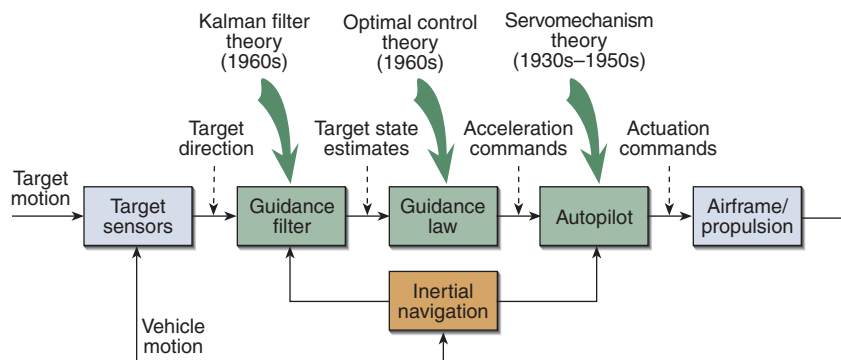 Kalman filter
theory
(1960s)
Optimal control
theory
(1960s)
Servomechanism
theory
(1930s–1950s)
Target
direction
Target state
estimates
Acceleration
commands
Actuation
commands
Target
motion
Target
sensors
Guidance
filter
Guidance
law
Autopilot
Airframe/
propulsion
Inertial
navigation
Vehicle
motion